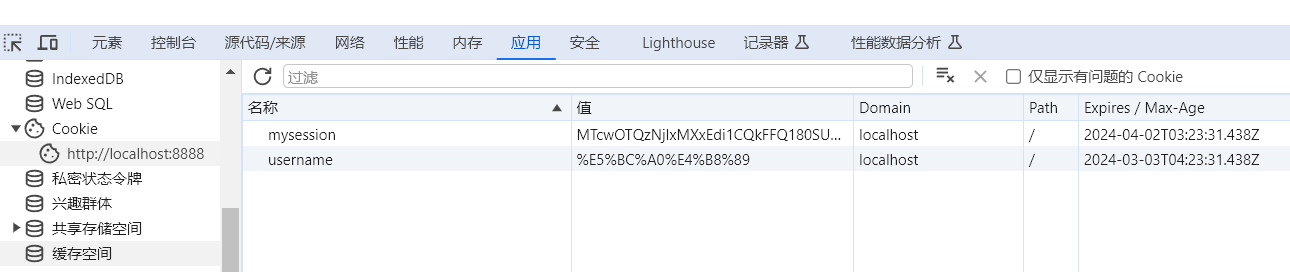 元素 控制台 源代码/来源 网络 性能 内存 应用 安全 Lighthouse 记录器 性能数据分析
IndexedDB
Web SQL
Cookie
http://localhost:8888
私密状态令牌
兴趣群体
共享存储空间
缓存空间
过滤 仅显示有问题的 Cookie
名称 值 Domain Path Expires / Max-Age
mysession MTcwOTQzNjIxMXxEdi1CQkFFQ180SU... localhost / 2024-04-02T03:23:31.438Z
username %E5%BC%A0%E4%B8%89 localhost / 2024-03-03T04:23:31.438Z